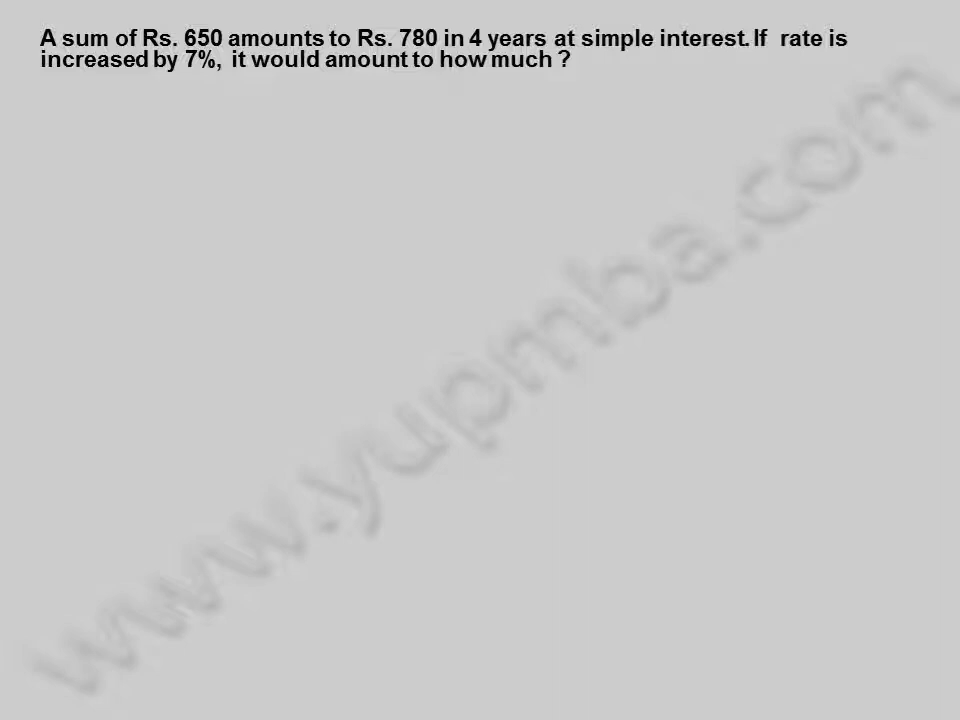 A sum of Rs. 650 amounts to Rs. 780 in 4 years at simple interest. If rate is
increased by 7%, it would amount to how much ?
www.yupmba.com